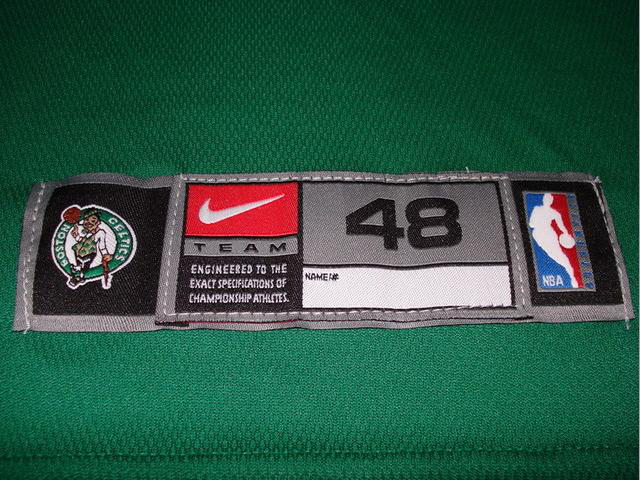 BOSTON CELTICS
TEAM
ENGINEERED TO THE
EXACT SPECIFICATIONS OF
CHAMPIONSHIP ATHLETES.
48
NAME/#
NBA